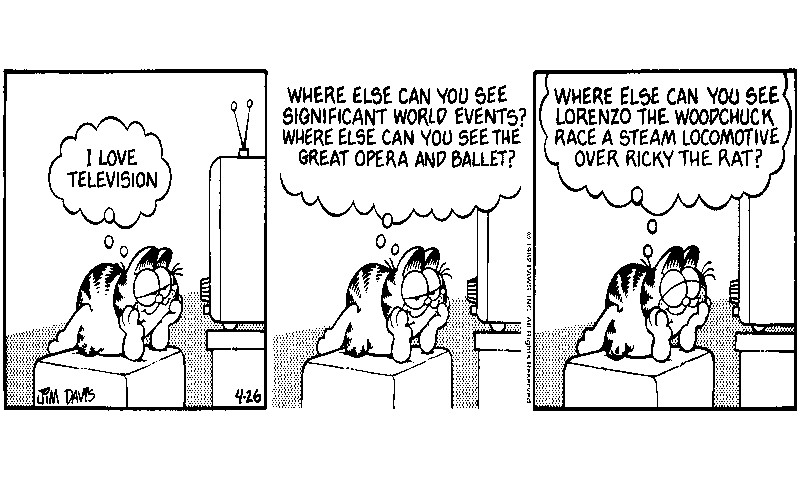 I LOVE
TELEVISION
JIM DAVIS
4-26
WHERE ELSE CAN YOU SEE
SIGNIFICANT WORLD EVENTS?
WHERE ELSE CAN YOU SEE THE
GREAT OPERA AND BALLET?
WHERE ELSE CAN YOU SEE
LORENZO THE WOODCHUCK
RACE A STEAM LOCOMOTIVE
OVER RICKY THE RAT?